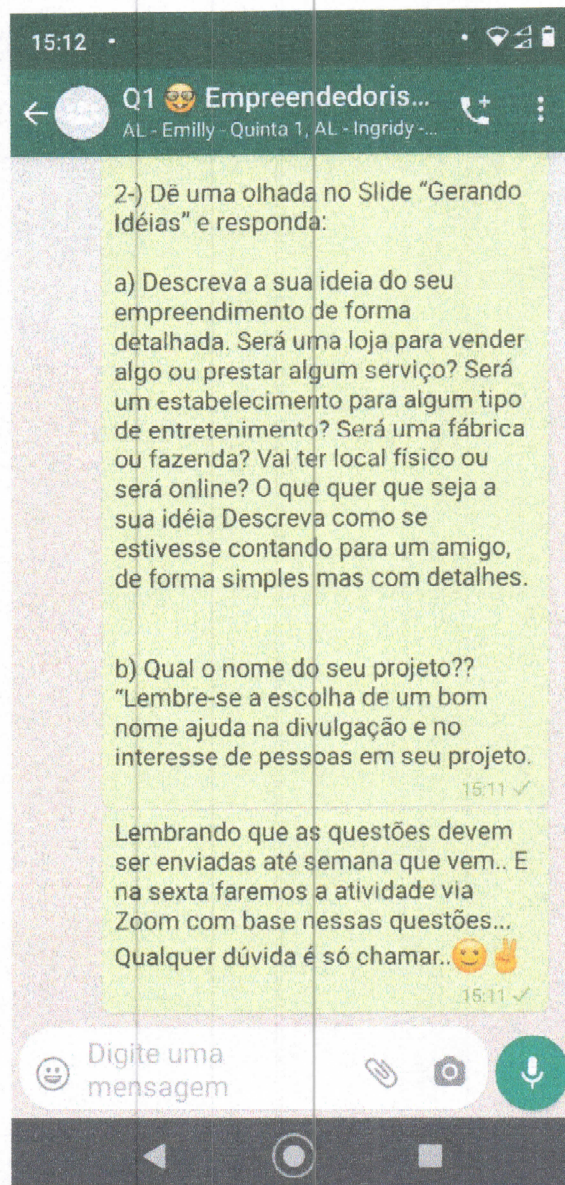 15:12
Q1 🤓 Empreendedoris...
AL - Emilly - Quinta 1, AL - Ingridy -...
2-) Dê uma olhada no Slide “Gerando
Idéias” e responda:
a) Descreva a sua ideia do seu
empreendimento de forma
detalhada. Será uma loja para vender
algo ou prestar algum serviço? Será
um estabelecimento para algum tipo
de entretenimento? Será uma fábrica
ou fazenda? Vai ter local físico ou
será online? O que quer que seja a
sua idéia Descreva como se
estivesse contando para um amigo,
de forma simples mas com detalhes.
b) Qual o nome do seu projeto??
“Lembre-se a escolha de um bom
nome ajuda na divulgação e no
interesse de pessoas em seu projeto.
15:11
Lembrando que as questões devem
ser enviadas até semana que vem.. E
na sexta faremos a atividade via
Zoom com base nessas questões...
Qualquer dúvida é só chamar..🙂✌
15:11
Digite uma
mensagem